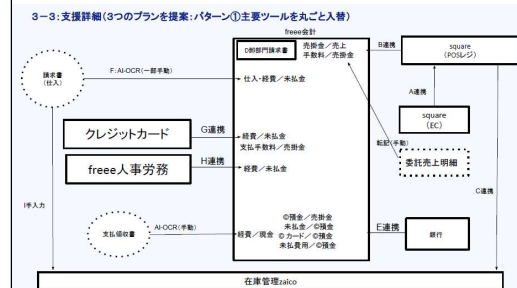 3-3:支援詳細(3つのプランを提案:パターン①主要ツールを丸ごと入替)
freee会計
D卸部門請求書
売掛金/売上
手数料/売掛金
B連携
square
(POSレジ)
請求書
(仕入)
F:AI-OCR(一部手動)
仕入・経費/未払金
A連携
square
(EC)
クレジットカード
G連携
経費/未払金
支払手数料/売掛金
転記(手動)
委託売上明細
freee人事労務
H連携
経費/未払金
C連携
I手入力
支払領収書
AI-OCR(手動)
経費/現金
©預金/売掛金
未払金/©預金
©カード/©預金
未払費用/©預金
E連携
銀行
在庫管理zaico